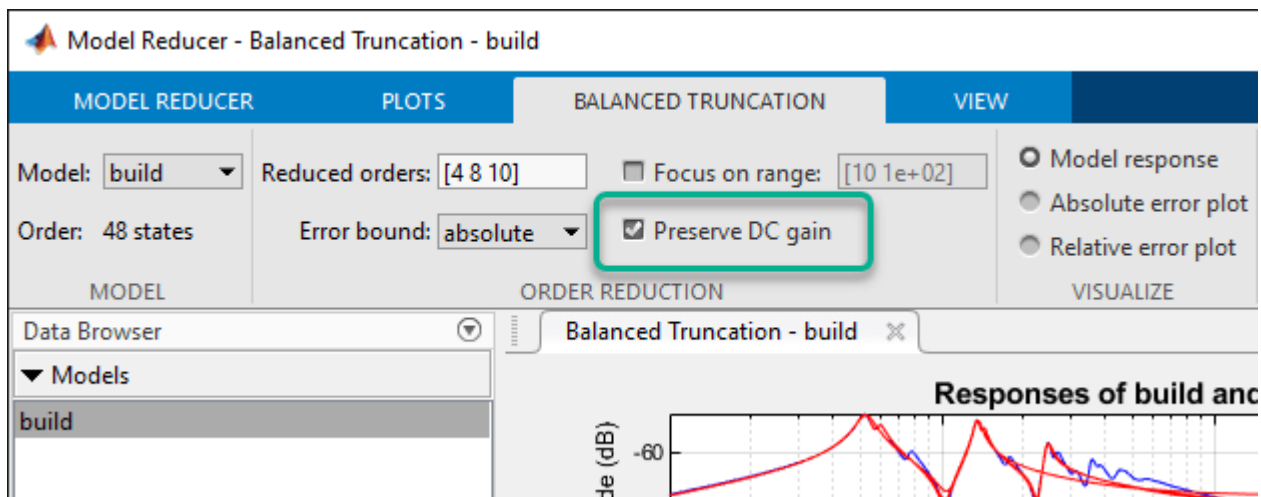 Model Reducer - Balanced Truncation - build
MODEL REDUCER PLOTS BALANCED TRUNCATION VIEW
Model: build Reduced orders: [4 8 10] Focus on range: [10 1e+02] Model response
Absolute error plot
Order: 48 states Error bound: absolute Preserve DC gain
Relative error plot
MODEL ORDER REDUCTION VISUALIZE
Data Browser Balanced Truncation - build
Models
Responses of build and
build
-60
de (dB)